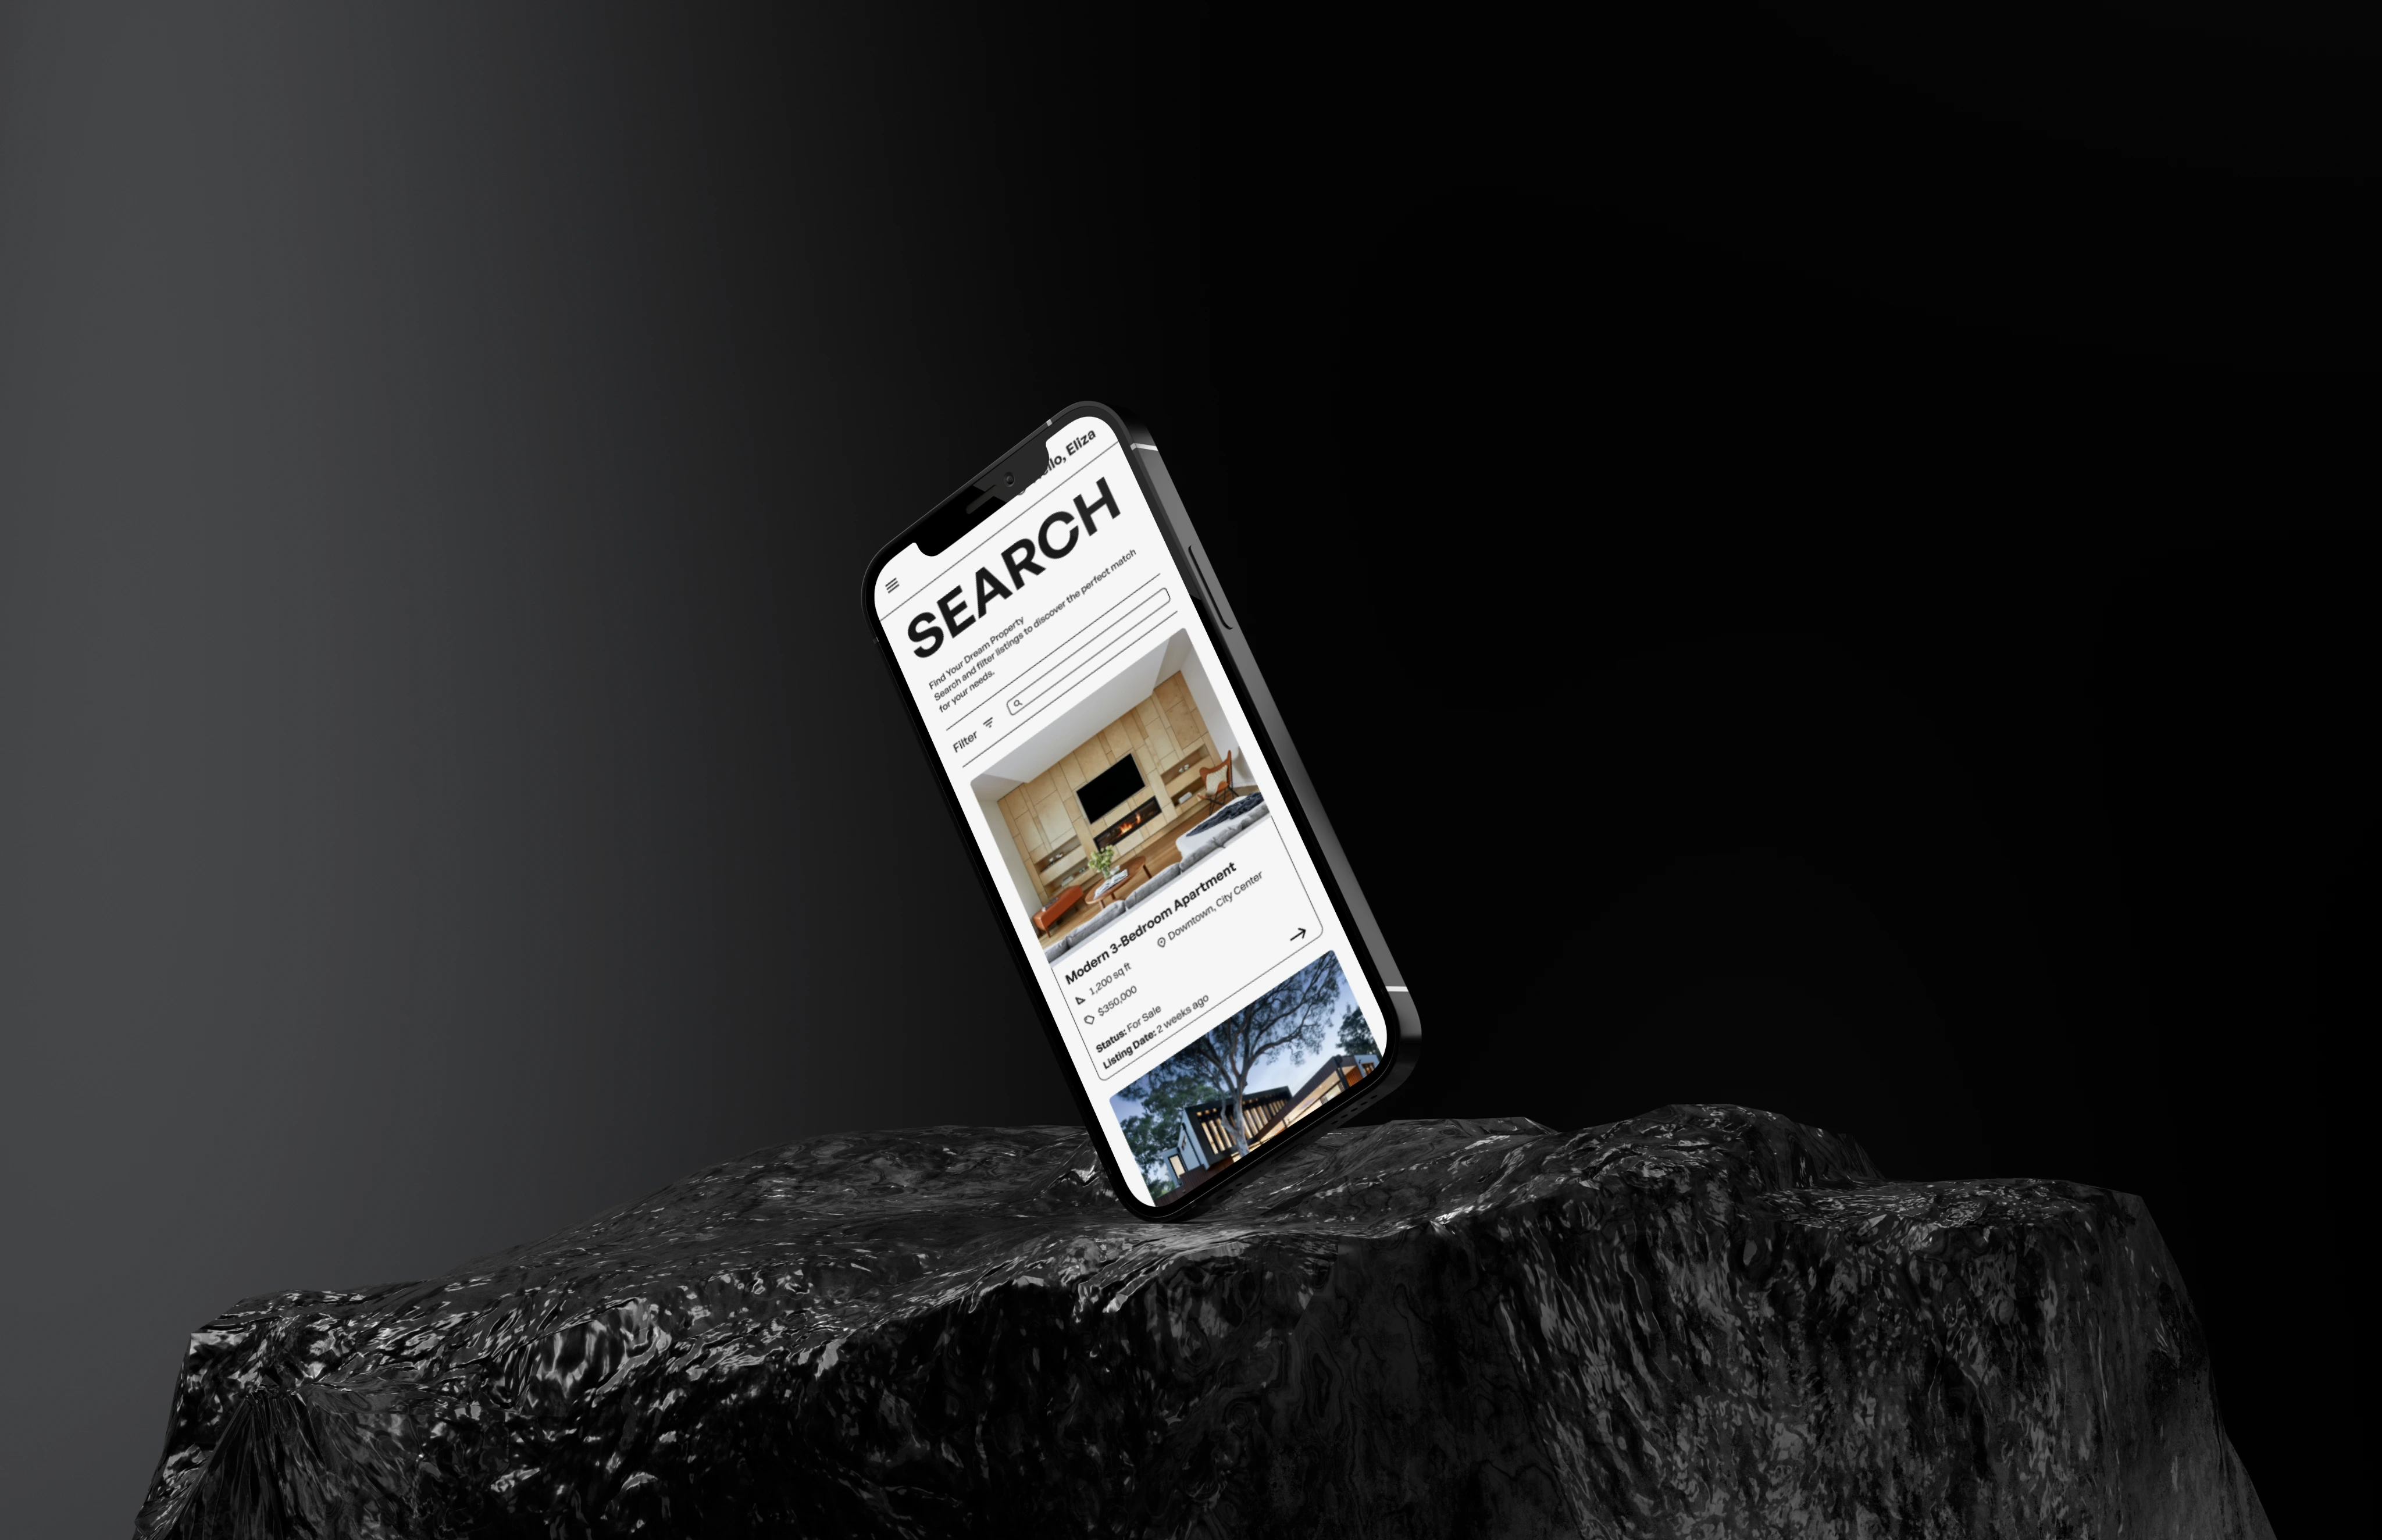 Eliza
SEARCH
Find Your Dream Property
Search and filter listings to discover the perfect match
for your needs.
Filter
Modern 3-Bedroom Apartment
1,200 sq ft
Downtown, City Center
$350,000
Status: For Sale
Listing Date: 2 weeks ago